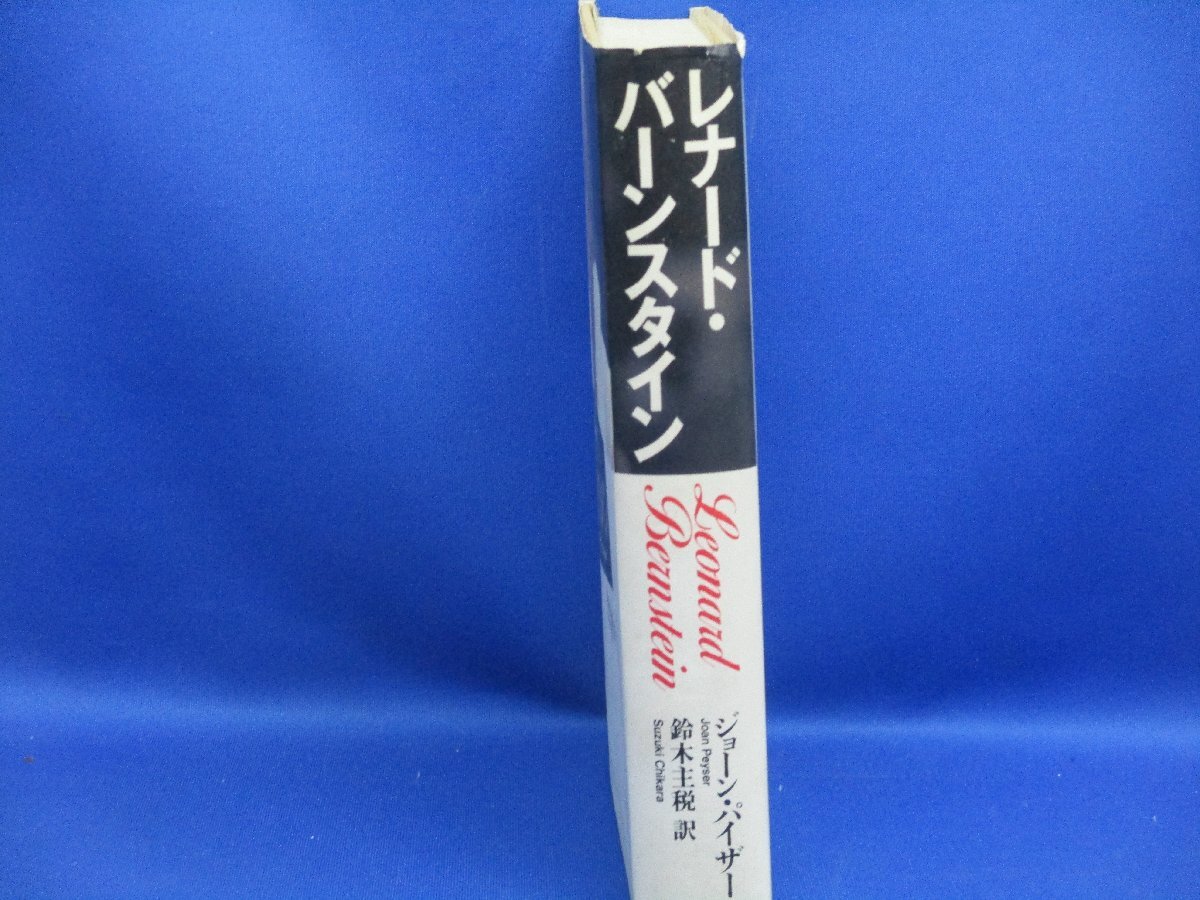 レナード・
バーンスタイン
Leonard
Bernstein
ジョーン・パイザー
Joan Peyser
鈴木主税 訳
Suzuki Chikara